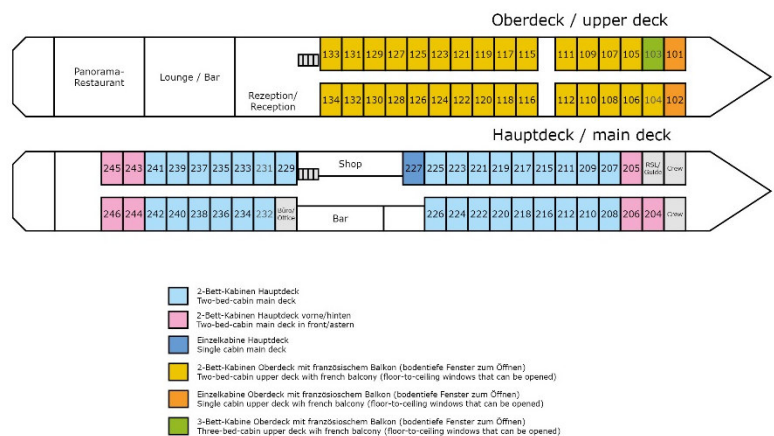 Oberdeck / upper deck
Panorama-
Restaurant
Lounge / Bar
Rezeption/
Reception
133 131 129 127 125 123 121 119 117 115 111 109 107 105 103 101
134 132 130 128 126 124 122 120 118 116 112 110 108 106 104 102
Hauptdeck / main deck
245 243 241 239 237 235 233 231 229 Shop 227 225 223 221 219 217 215 211 209 207 205 RSL/
Guide Crew
246 244 242 240 238 236 234 232 Büro/
Office Bar 226 224 222 220 218 216 212 210 208 206 204 Crew
2-Bett-Kabinen Hauptdeck
Two-bed-cabin main deck
2-Bett-Kabinen Hauptdeck vorne/hinten
Two-bed-cabin main deck in front/astern
Einzelkabine Hauptdeck
Single cabin main deck
2-Bett-Kabinen Oberdeck mit französischem Balkon (bodentiefe Fenster zum Öffnen)
Two-bed-cabin upper deck with french balcony (floor-to-ceiling windows that can be opened)
Einzelkabine Oberdeck mit französischem Balkon (bodentiefe Fenster zum Öffnen)
Single cabin upper deck wih french balcony (floor-to-ceiling windows that can be opened)
3-Bett-Kabine Oberdeck mit französischem Balkon (bodentiefe Fenster zum Öffnen)
Three-bed-cabin upper deck wih french balcony (floor-to-ceiling windows that can be opened)